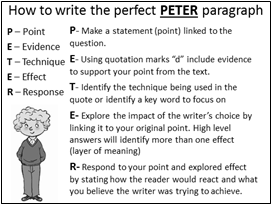 How to write the perfect PETER paragraph
P – Point
E – Evidence
T – Technique
E – Effect
R – Response
P- Make a statement (point) linked to the
question.
E- Using quotation marks “d” include evidence
to support your point from the text.
T- Identify the technique being used in the
quote or identify a key word to focus on
E- Explore the impact of the writer’s choice by
linking it to your original point. High level
answers will identify more than one effect
(layer of meaning)
R- Respond to your point and explored effect
by stating how the reader would react and what
you believe the writer was trying to achieve.